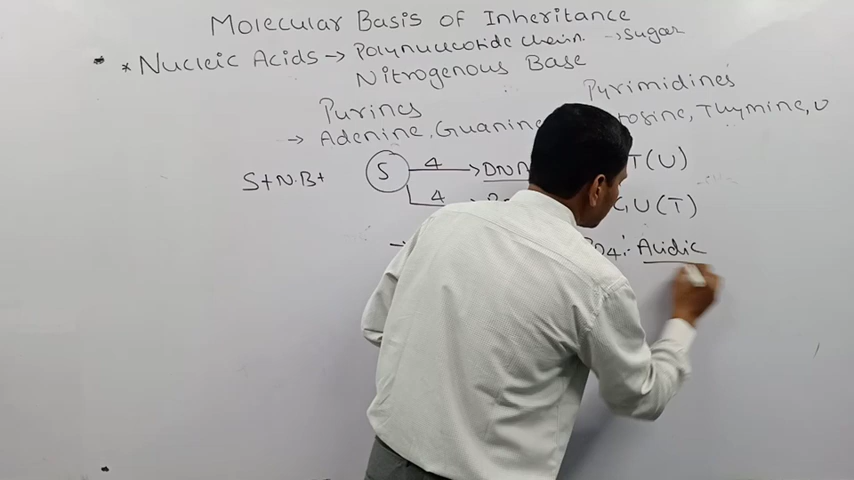 Molecular Basis of Inheritance
* Nucleic Acids → Polynucleotide chain. → Sugar
Nitrogenous Base
Purines Pyrimidines
→ Adenine, Guanine Thymine, U
S+N.B+ S 4 → DNA T(U)
4 C, U(T)
PO4:- Acidic